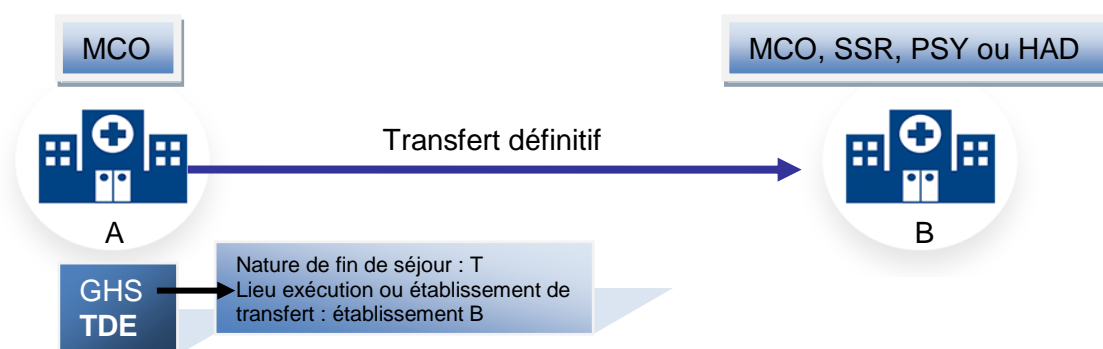 MCO
MCO, SSR, PSY ou HAD
Transfert définitif
A
B
GHS
TDE
Nature de fin de séjour : T
Lieu exécution ou établissement de
transfert : établissement B